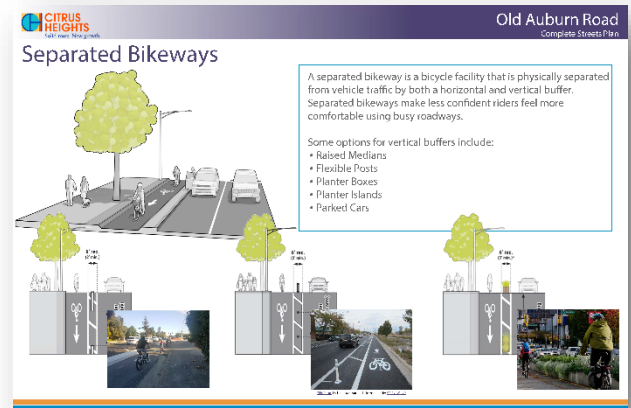 CITRUS
HEIGHTS
Old Auburn Road
Complete Streets Plan
Separated Bikeways
A separated bikeway is a bicycle facility that is physically separated
from vehicle traffic by both a horizontal and vertical buffer.
Separated bikeways make less confident riders feel more
comfortable using busy roadways.
Some options for vertical buffers include:
• Raised Medians
• Flexible Posts
• Planter Boxes
• Planter Islands
• Parked Cars